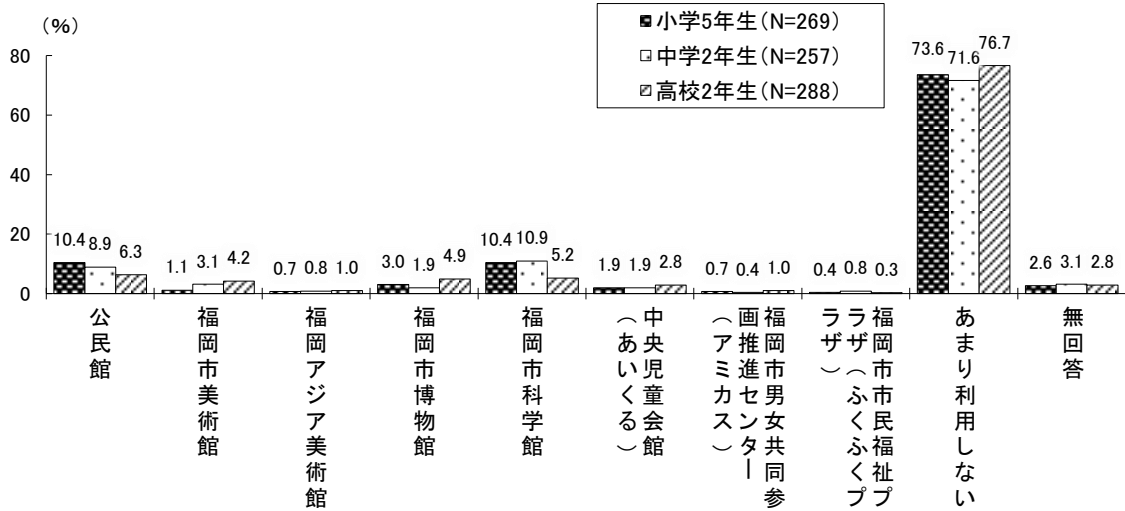 (%)
小学5年生(N=269)
中学2年生(N=257)
高校2年生(N=288)
80
60
40
20
0
10.4 8.9 6.3
1.1 3.1 4.2
0.7 0.8 1.0
3.0 1.9 4.9
10.4 10.9 5.2
1.9 1.9 2.8
0.7 0.4 1.0
0.4 0.8 0.3
73.6 71.6 76.7
2.6 3.1 2.8
公民館
福岡市美術館
福岡アジア美術館
福岡市博物館
福岡市科学館
中央児童会館
（あいくる）
福岡市男女共同参
画推進センター
（アミカス）
福岡市市民福祉プ
ラザ（ふくふくプ
ラザ）
あまり利用しない
無回答